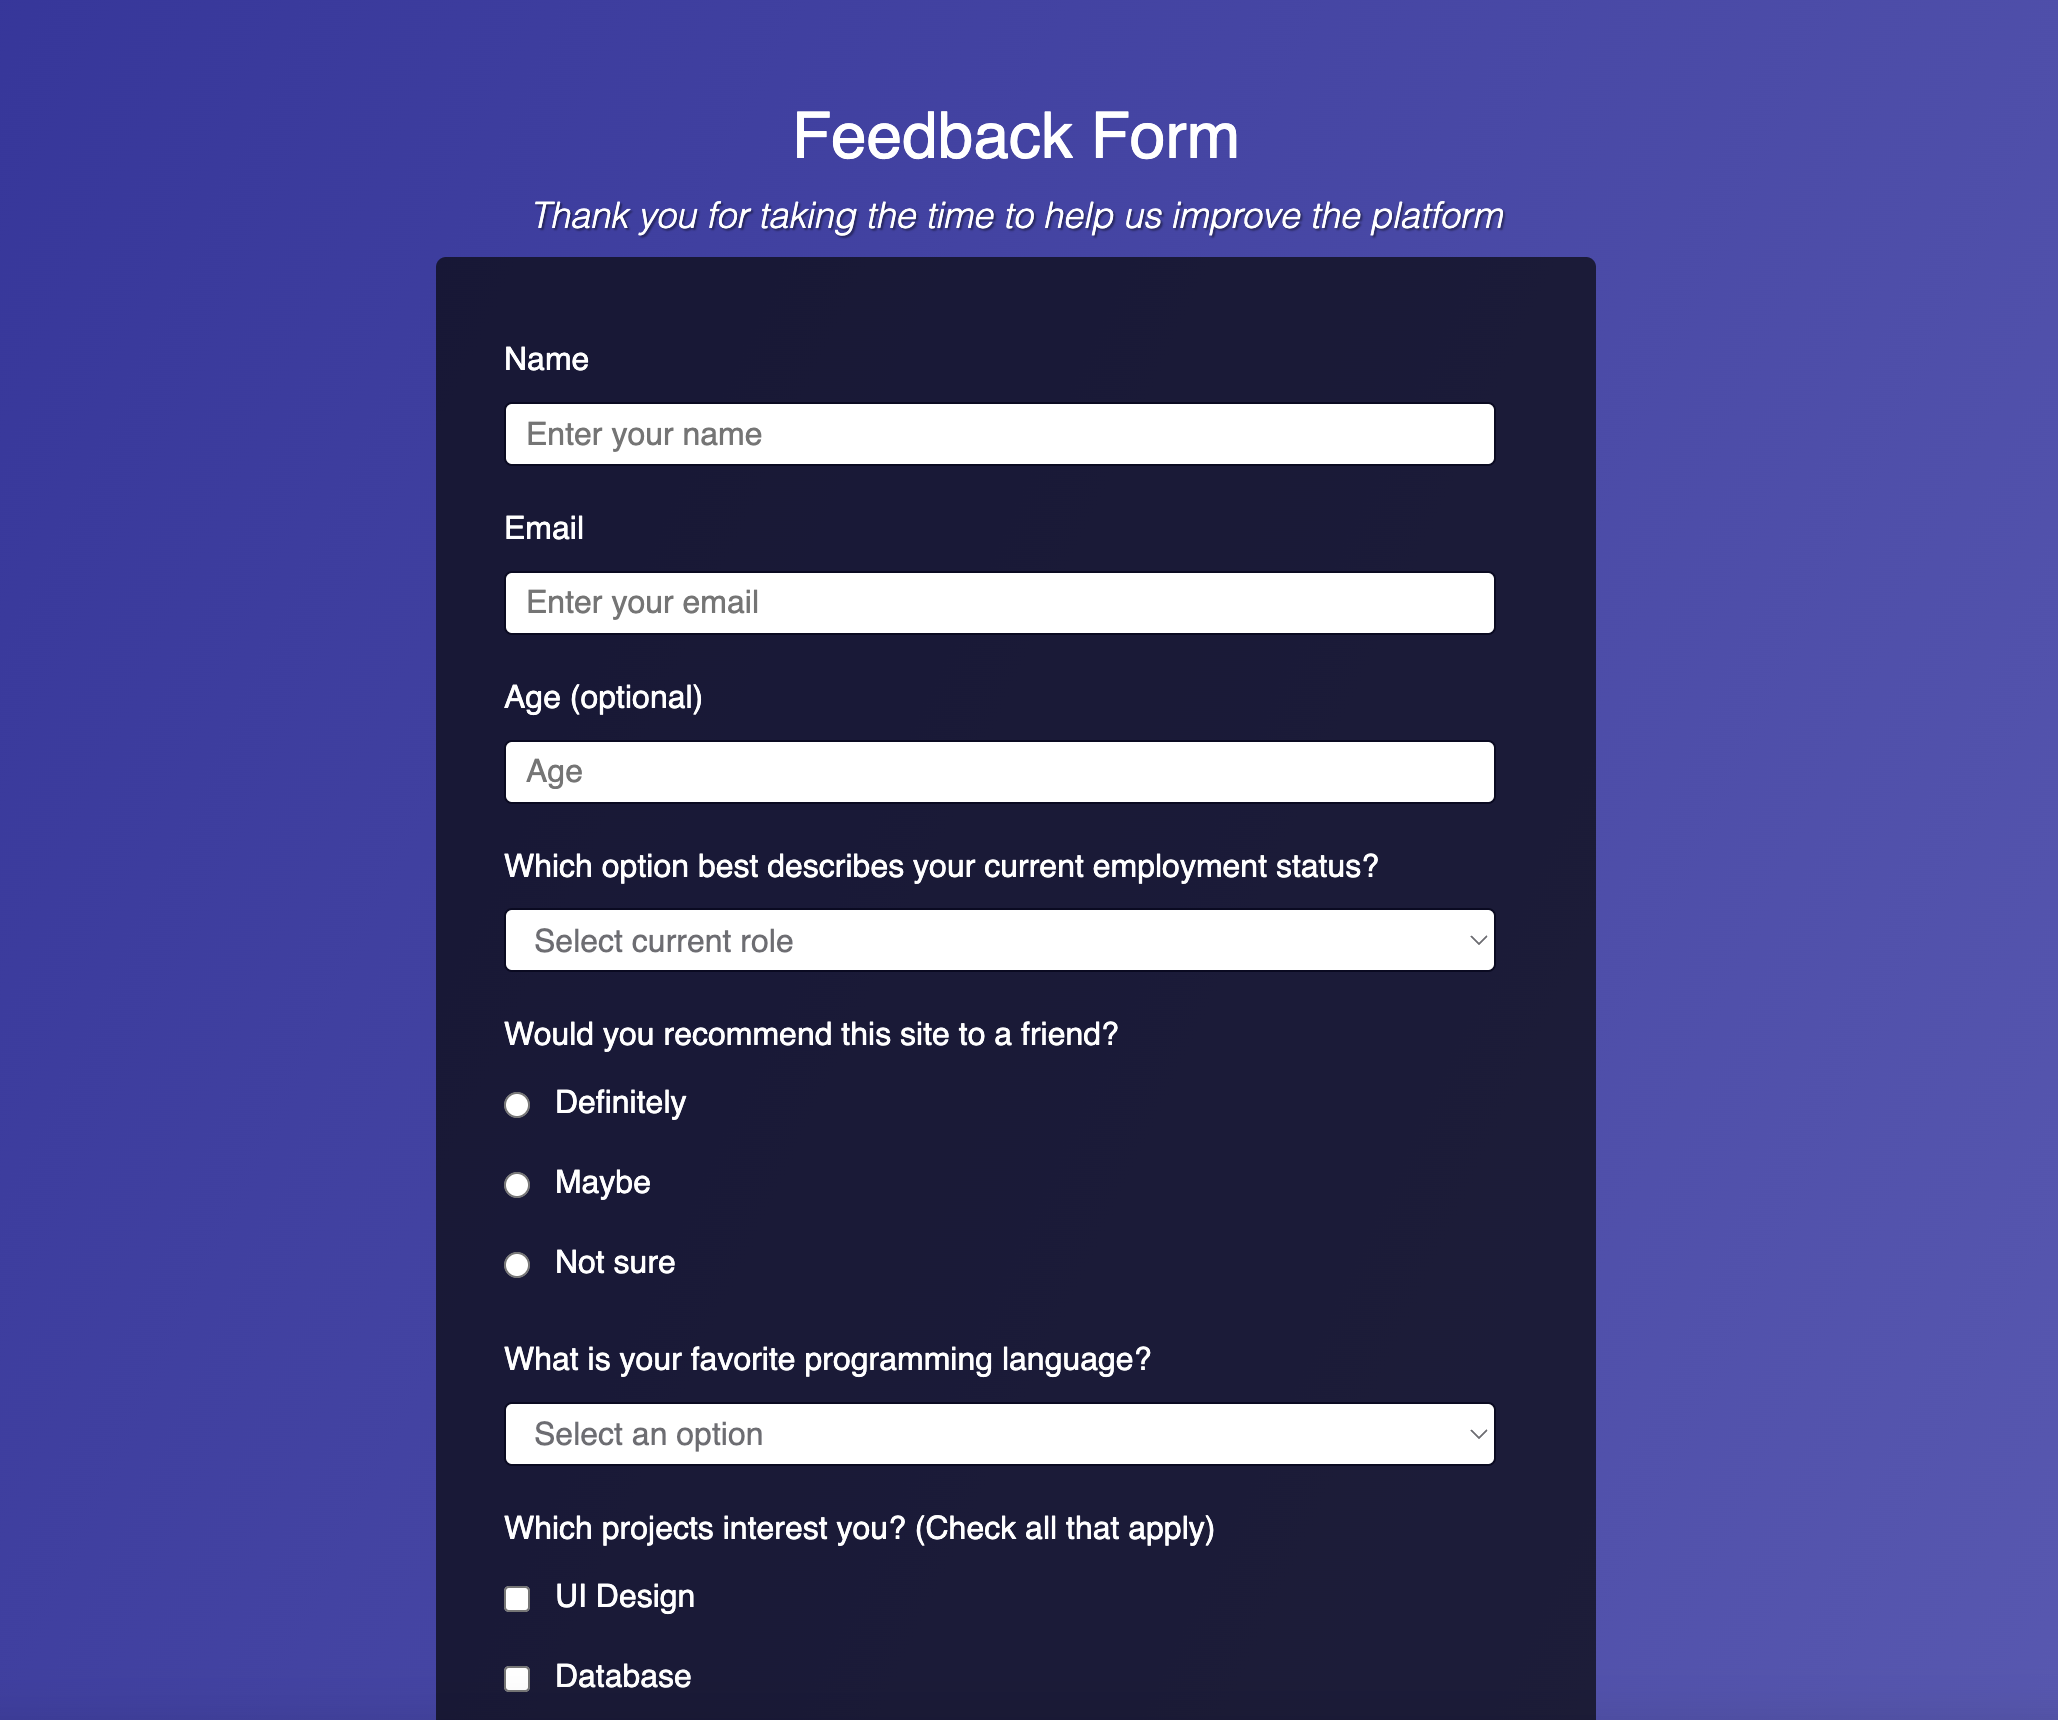 Feedback Form
Thank you for taking the time to help us improve the platform
Name
Enter your name
Email
Enter your email
Age (optional)
Age
Which option best describes your current employment status?
Select current role
Would you recommend this site to a friend?
Definitely
Maybe
Not sure
What is your favorite programming language?
Select an option
Which projects interest you? (Check all that apply)
UI Design
Database